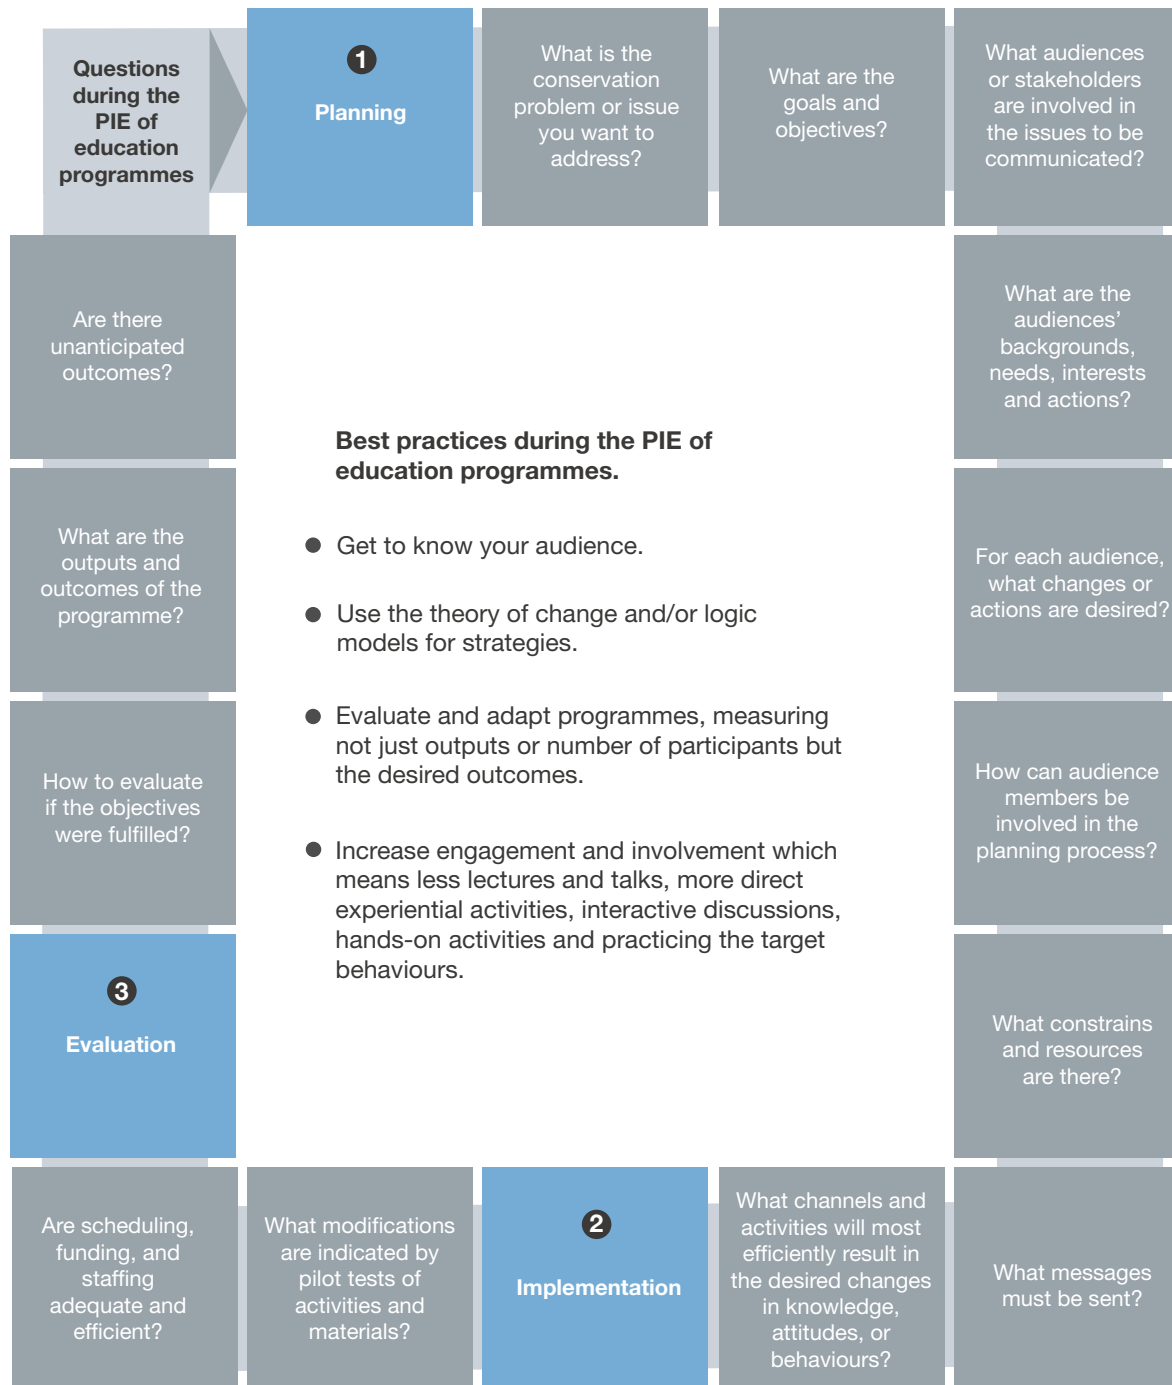 Questions
during the
PIE of
education
programmes
1
Planning
What is the
conservation
problem or issue
you want to
address?
What are the
goals and
objectives?
What audiences
or stakeholders
are involved in
the issues to be
communicated?
What are the
audiences’
backgrounds,
needs, interests
and actions?
For each audience,
what changes or
actions are desired?
How can audience
members be
involved in the
planning process?
What constrains
and resources
are there?
What messages
must be sent?
What channels and
activities will most
efficiently result in
the desired changes
in knowledge,
attitudes, or
behaviours?
2
Implementation
What modifications
are indicated by
pilot tests of
activities and
materials?
Are scheduling,
funding, and
staffing
adequate and
efficient?
3
Evaluation
How to evaluate
if the objectives
were fulfilled?
What are the
outputs and
outcomes of the
programme?
Are there
unanticipated
outcomes?
Best practices during the PIE of
education programmes.
● Get to know your audience.
● Use the theory of change and/or logic
models for strategies.
● Evaluate and adapt programmes, measuring
not just outputs or number of participants but
the desired outcomes.
● Increase engagement and involvement which
means less lectures and talks, more direct
experiential activities, interactive discussions,
hands-on activities and practicing the target
behaviours.